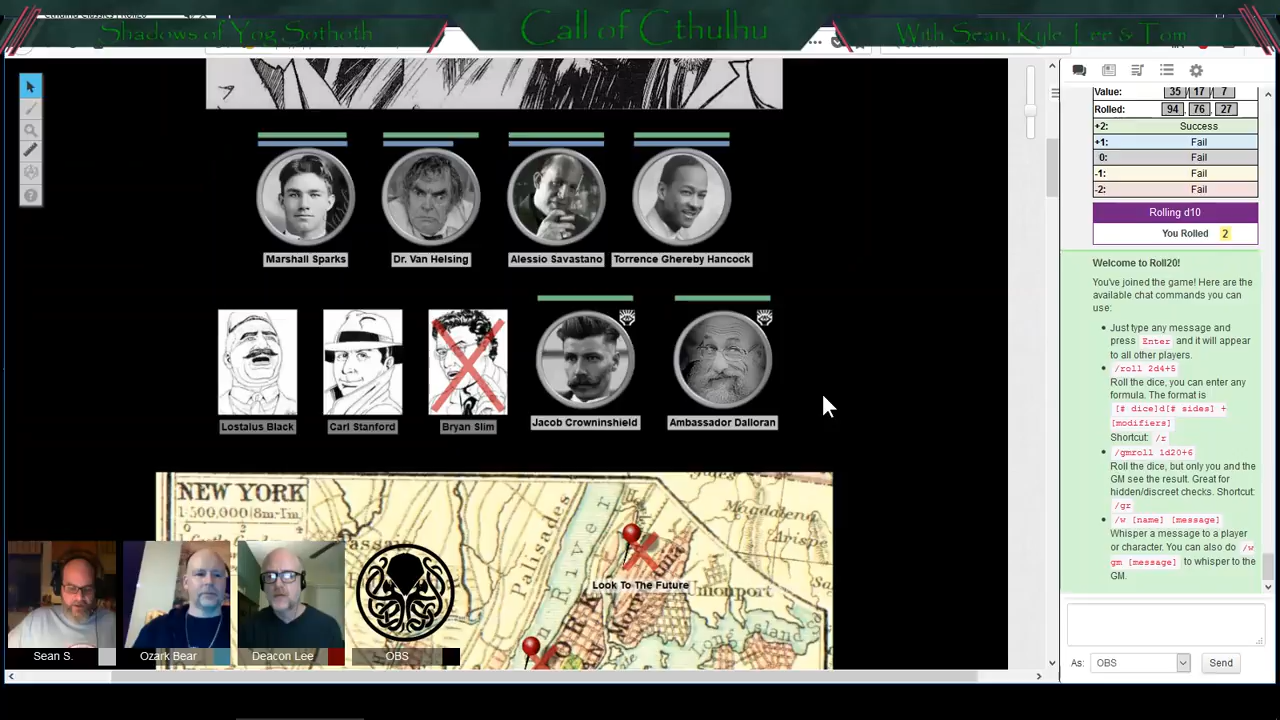 Shadows of Yog Sothoth
Call of Cthulhu
With Sean, Kyle, Lee & Tom
Marshall Sparks
Dr. Van Helsing
Alessio Savastano
Torrence Ghereby Hancock
Lostalus Black
Carl Stanford
Bryan Slim
Jacob Crowninshield
Ambassador Dalloran
NEW YORK
Palisades
River
Magdalena
Arispe
Look To The Future
Long Island
Sean S.
Ozark Bear
Deacon Lee
OBS
Value: 35 17 7
Rolled: 94 76 27
+2: Success
+1: Fail
0: Fail
-1: Fail
-2: Fail
Rolling d10
You Rolled 2
Welcome to Roll20!
You've joined the game! Here are the
available chat commands you can
use:
Just type any message and
press Enter and it will appear
to all other players.
/roll 2d4+5
Roll the dice, you can enter any
formula. The format is
[# dice]d[# sides] +
[modifiers]
Shortcut: /r
/gmroll 1d20+6
Roll the dice, but only you and the
GM see the result. Great for
hidden/discreet checks. Shortcut:
/gr
/w [name] [message]
Whisper a message to a player
or character. You can also do /w
gm [message] to whisper to the
GM.
As: OBS Send